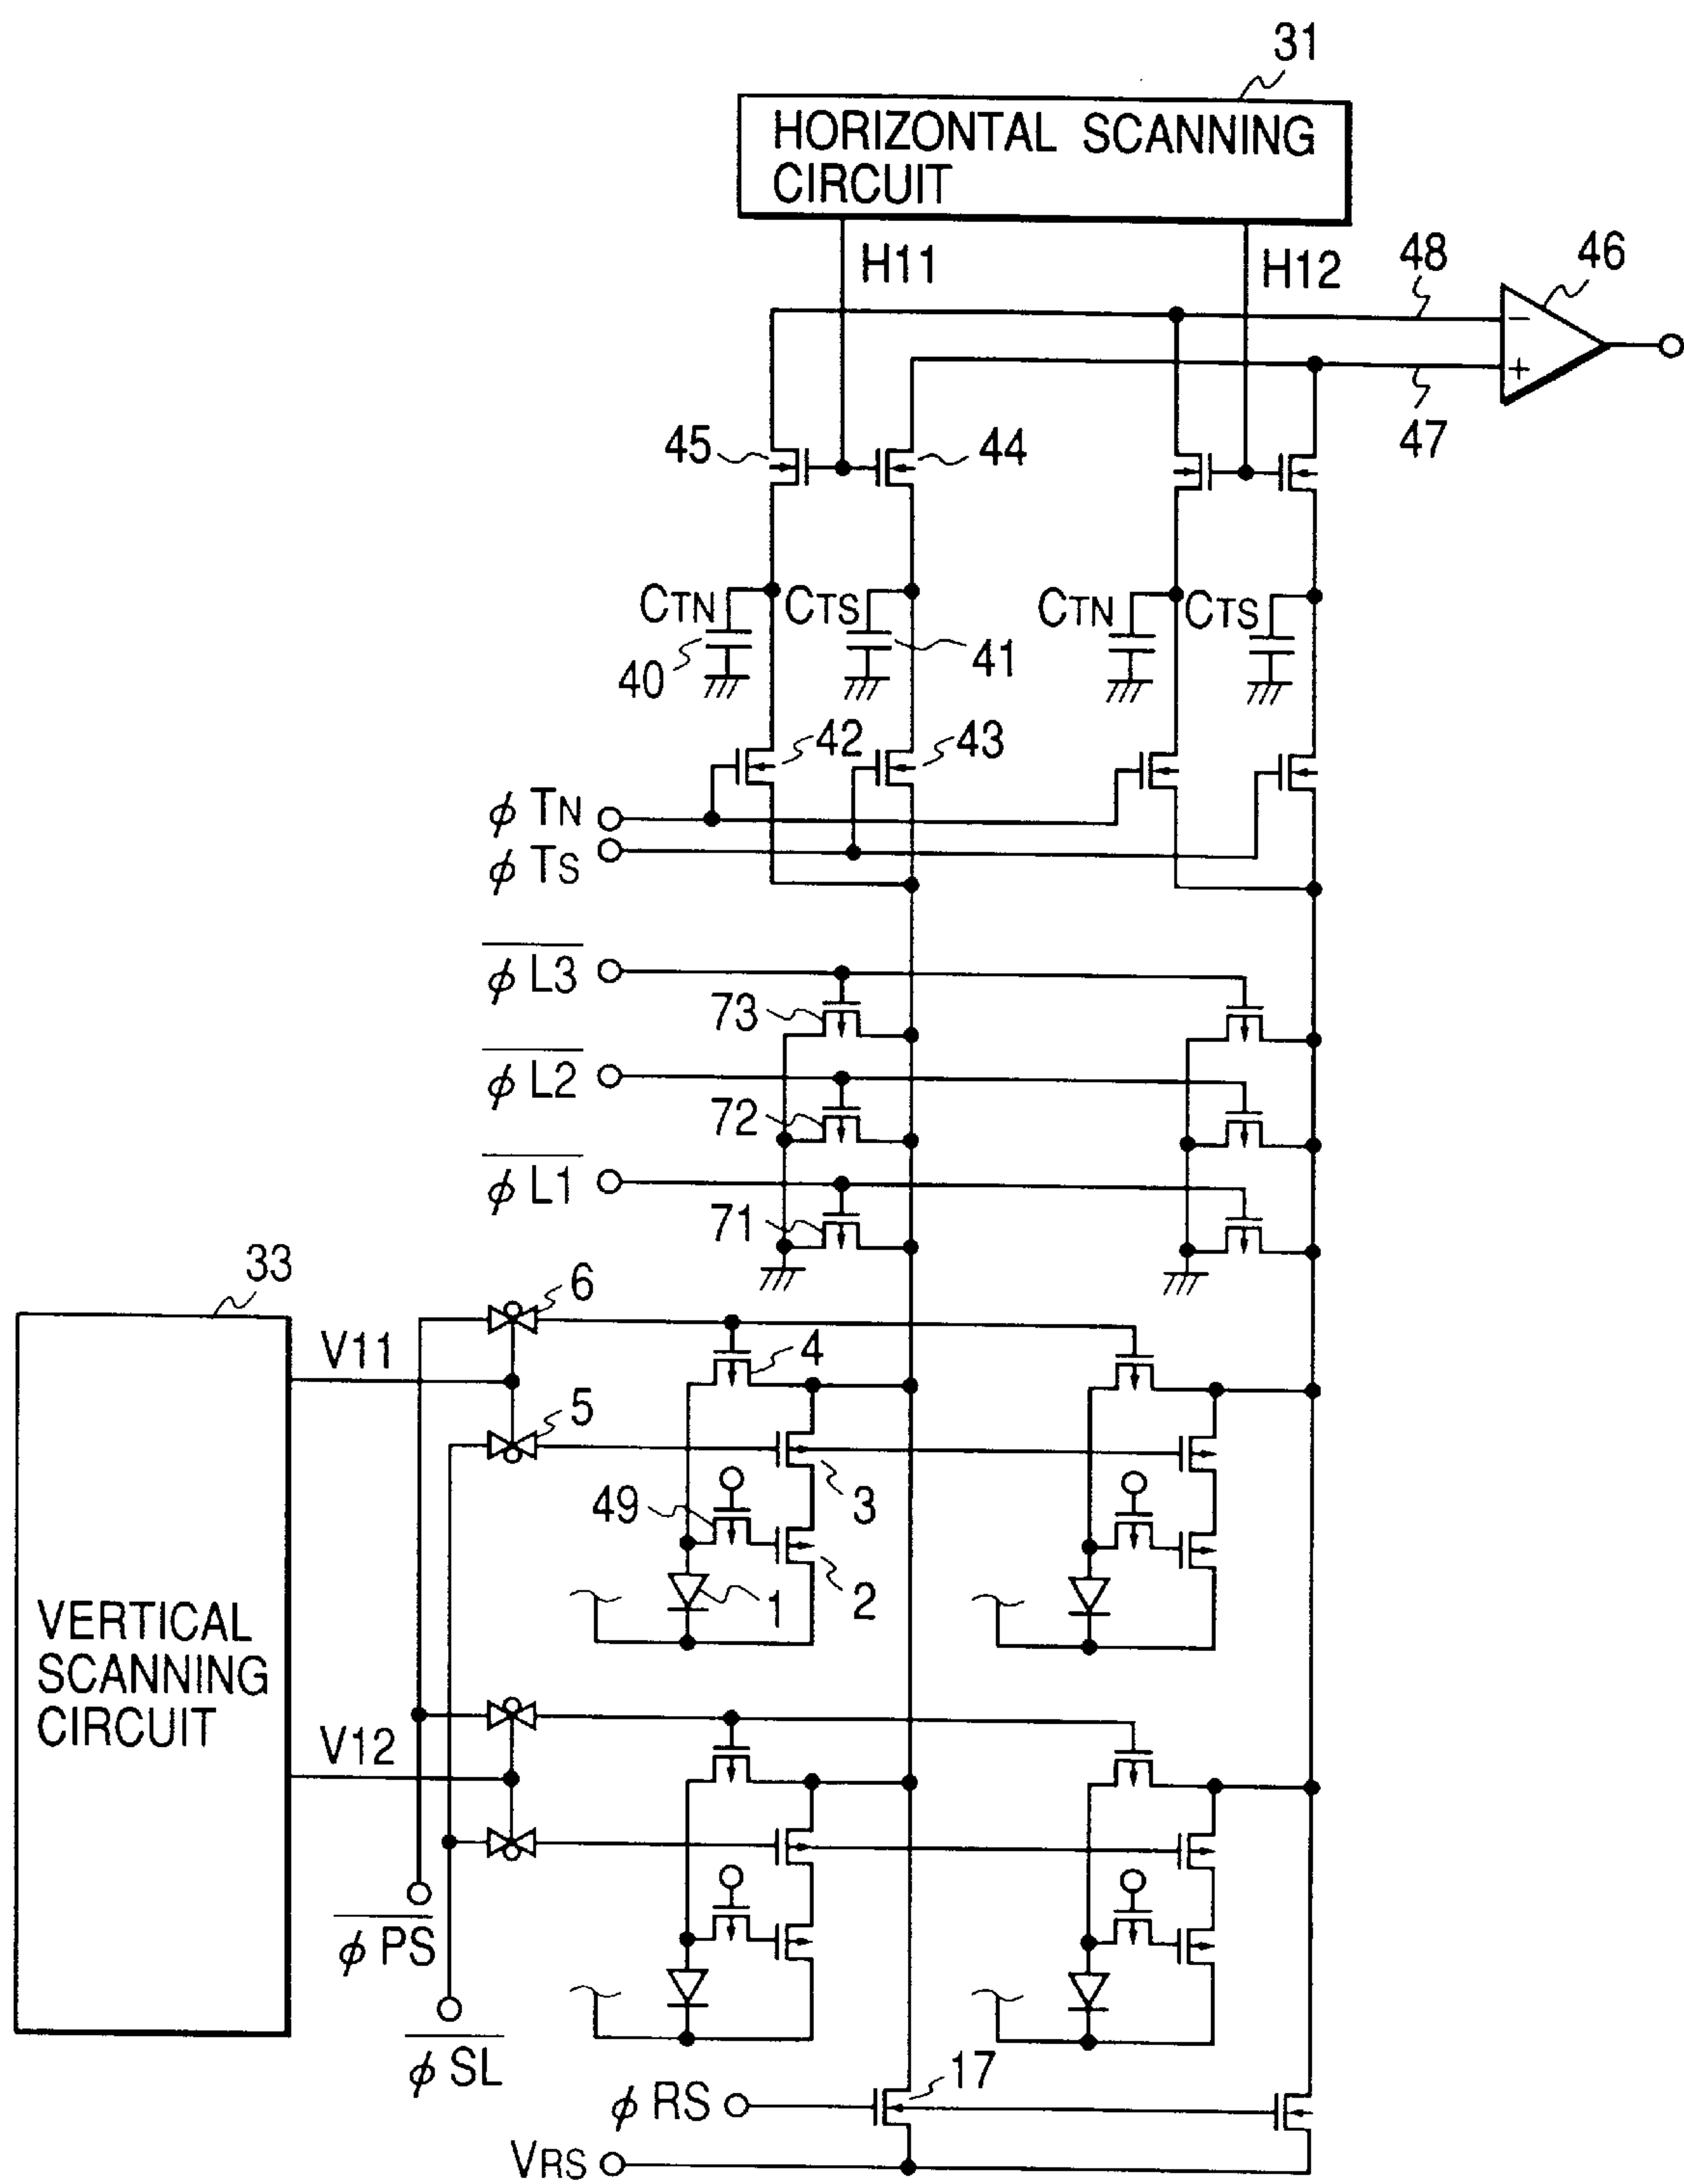 31
HORIZONTAL SCANNING
CIRCUIT
H11
H12
48
46
−
+
47
45
44
CTN
CTS
CTN
CTS
40
41
42
43
ϕ TN
ϕ TS
ϕ L3
73
ϕ L2
72
ϕ L1
71
33
6
V11
4
5
49
3
1
2
VERTICAL
SCANNING
CIRCUIT
V12
ϕ PS
ϕ SL
17
ϕ RS
VRS